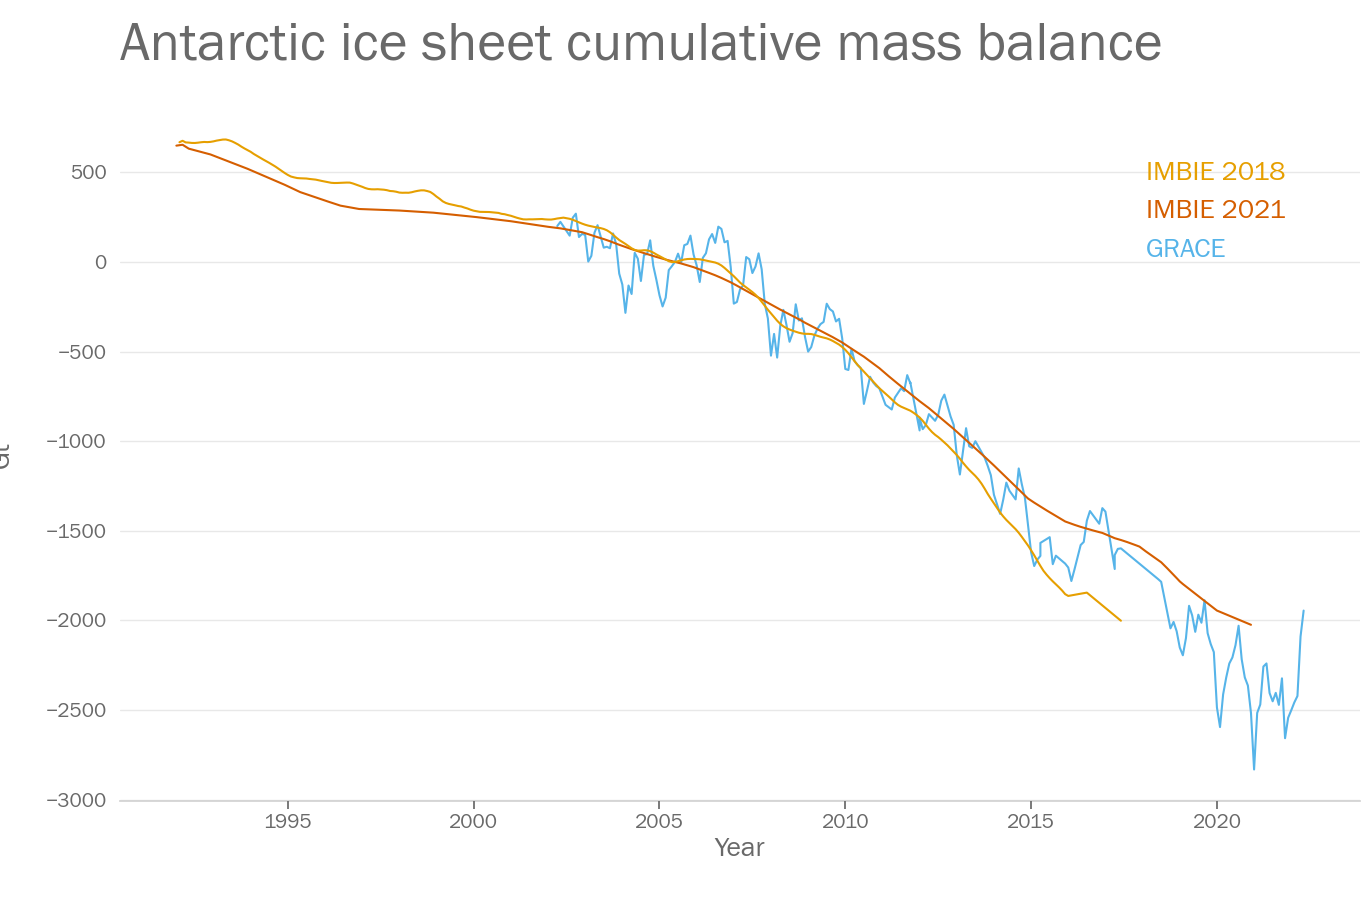 Antarctic ice sheet cumulative mass balance
500
0
−500
−1000
−1500
−2000
−2500
−3000
Gt
IMBIE 2018
IMBIE 2021
GRACE
1995 2000 2005 2010 2015 2020
Year